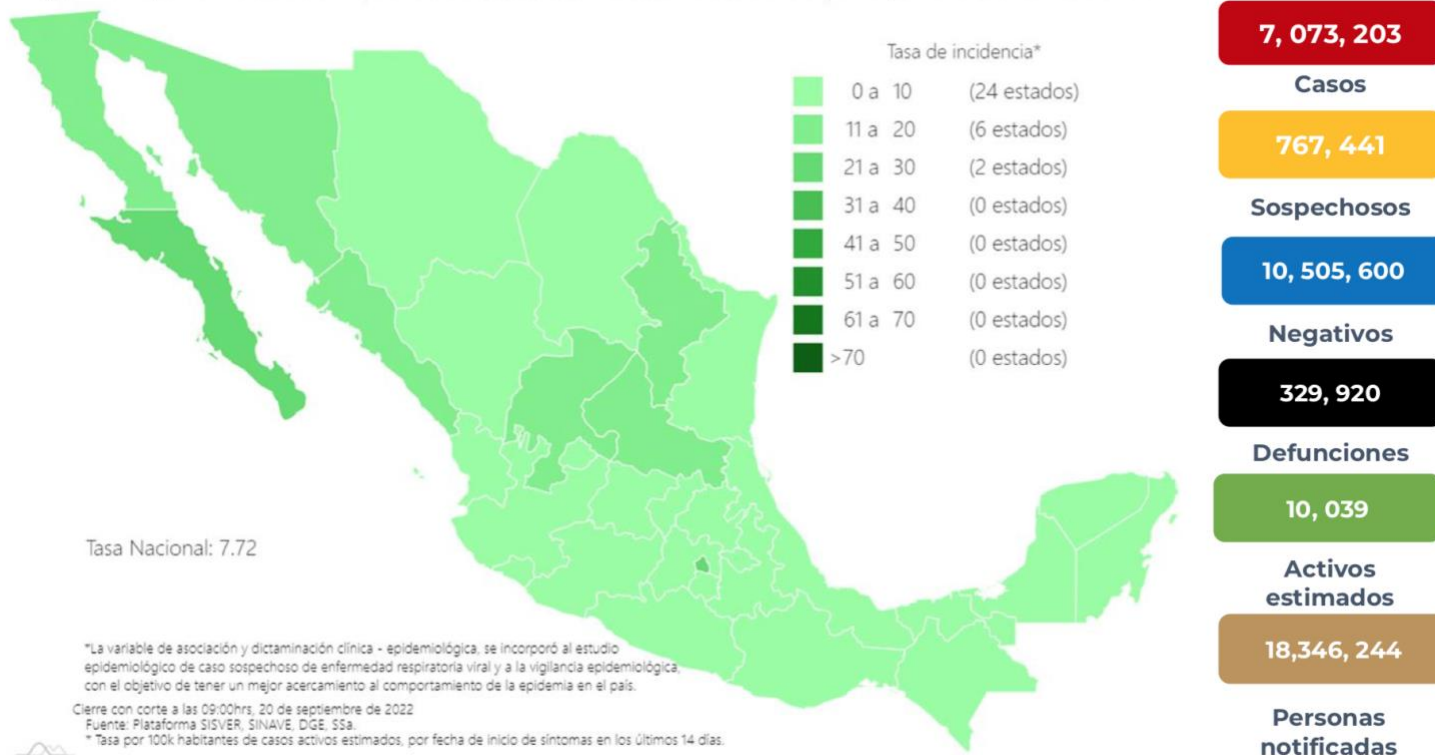 Tasa de incidencia*
0 a 10 (24 estados)
11 a 20 (6 estados)
21 a 30 (2 estados)
31 a 40 (0 estados)
41 a 50 (0 estados)
51 a 60 (0 estados)
61 a 70 (0 estados)
>70 (0 estados)
Tasa Nacional: 7.72
*La variable de asociación y dictaminación clínica - epidemiológica, se incorporó al estudio
epidemiológico de caso sospechoso de enfermedad respiratoria viral y a la vigilancia epidemiológica,
con el objetivo de tener un mejor acercamiento al comportamiento de la epidemia en el país.
Cierre con corte a las 09:00hrs, 20 de septiembre de 2022
Fuente: Plataforma SISVER, SINAVE, DGE, SSa.
* Tasa por 100k habitantes de casos activos estimados, por fecha de inicio de síntomas en los últimos 14 días.
7, 073, 203
Casos
767, 441
Sospechosos
10, 505, 600
Negativos
329, 920
Defunciones
10, 039
Activos
estimados
18,346, 244
Personas
notificadas